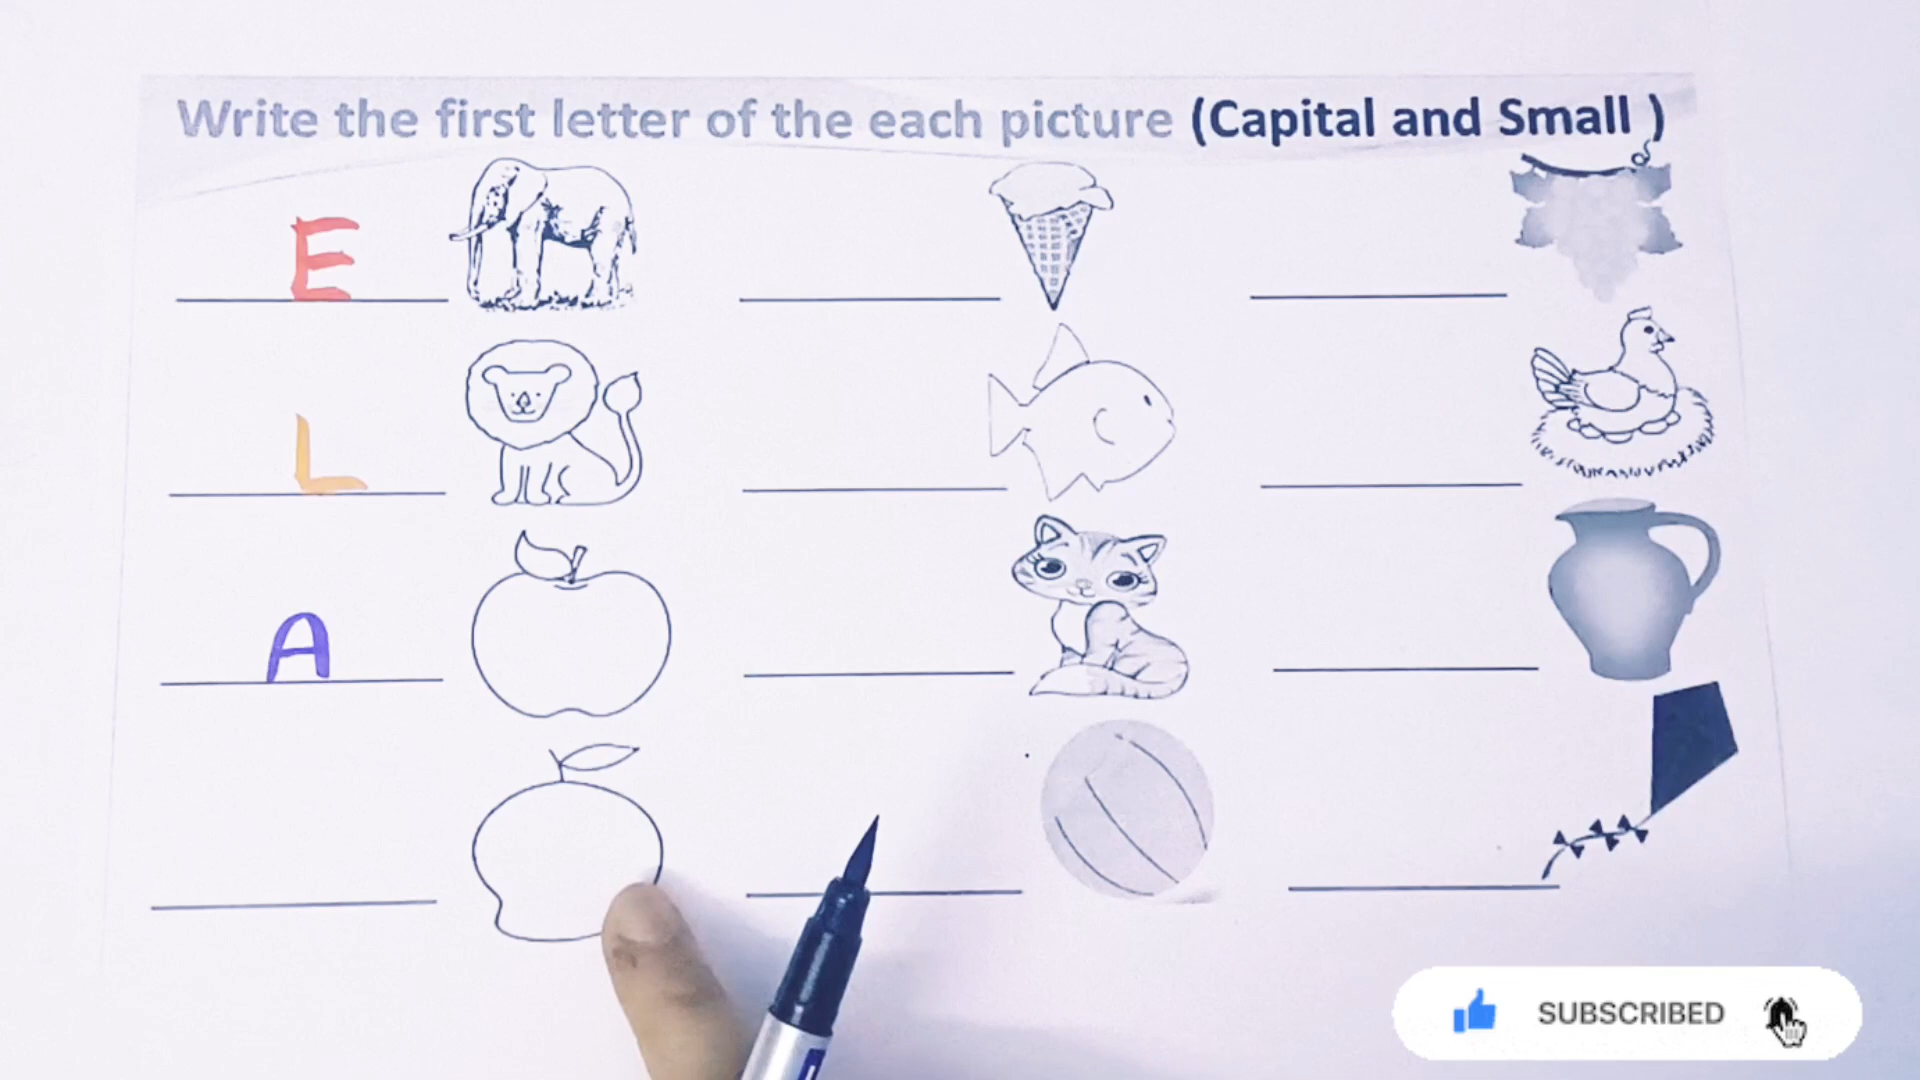 Write the first letter of the each picture (Capital and Small )
E
L
A
SUBSCRIBED